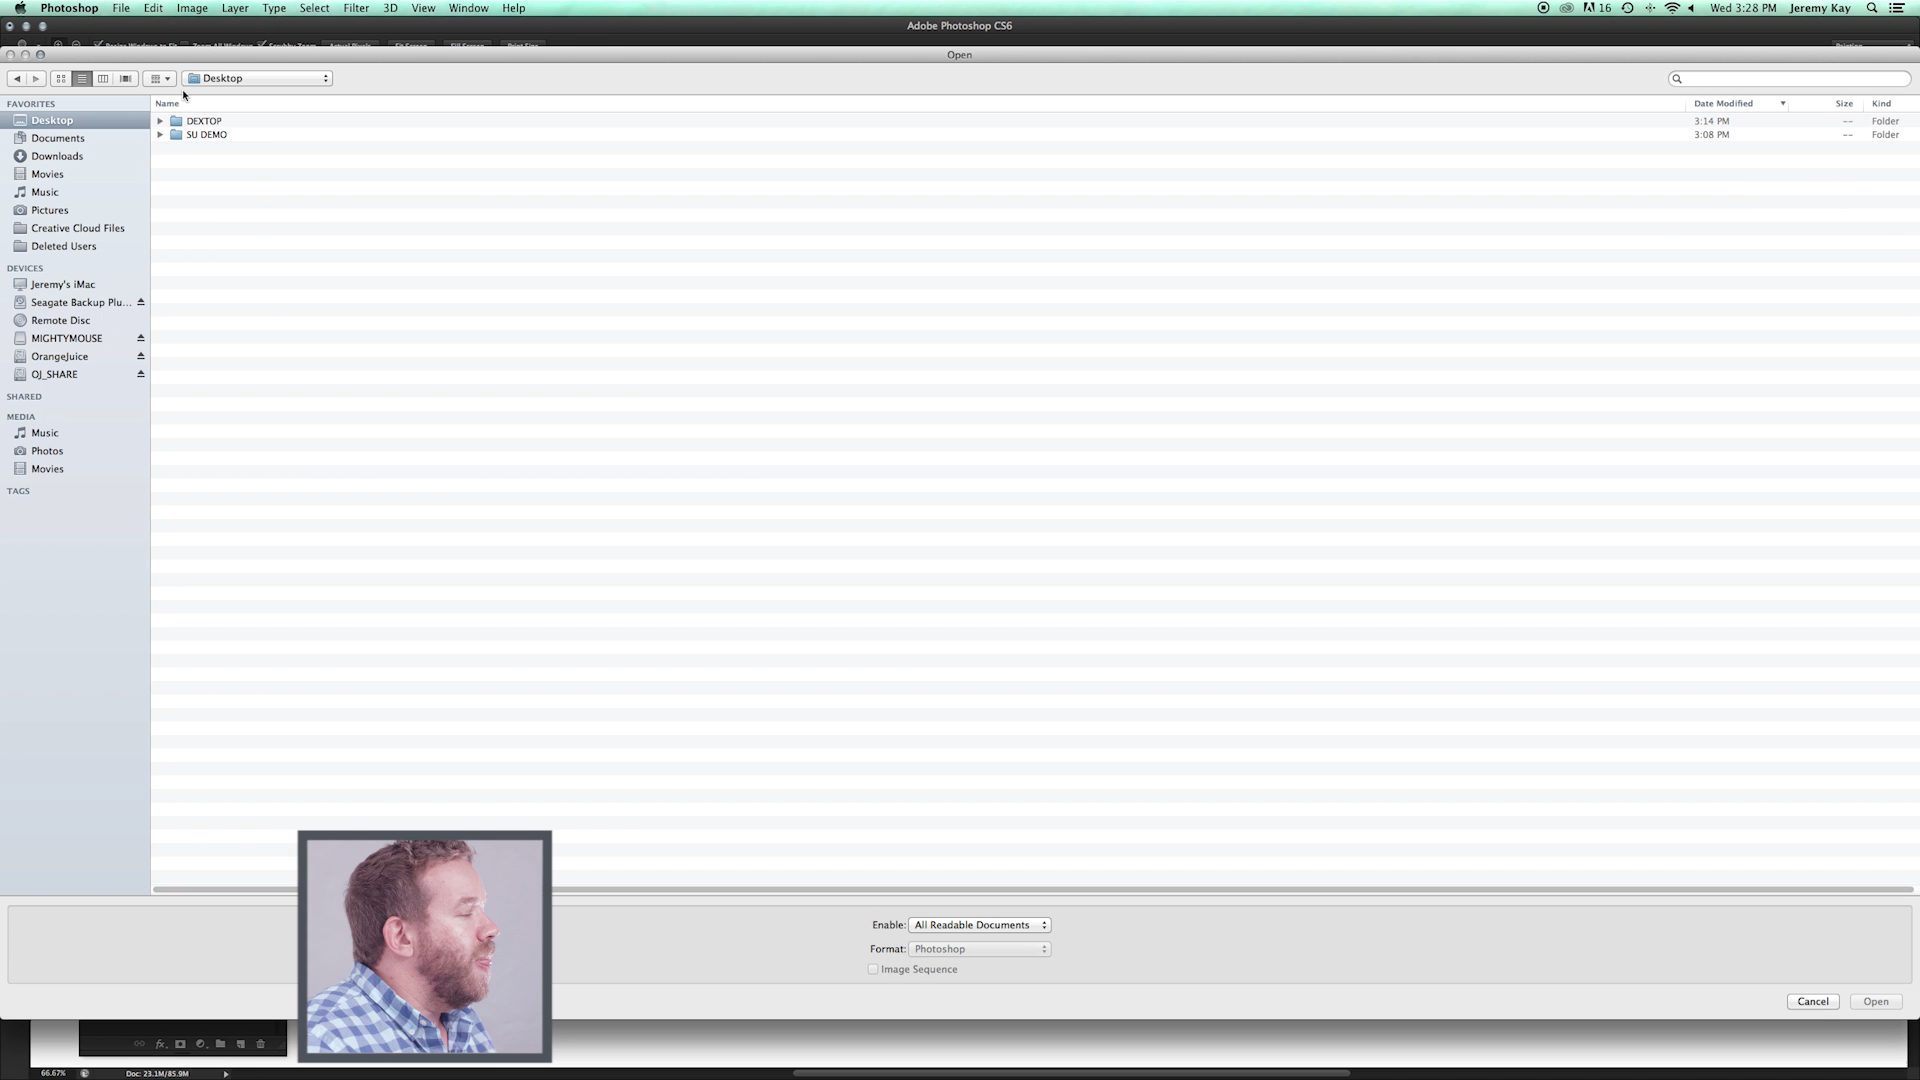 Photoshop File Edit Image Layer Type Select Filter 3D View Window Help 16 Wed 3:28 PM Jeremy Kay
Adobe Photoshop CS6
Open
Desktop
FAVORITES
Desktop
Documents
Downloads
Movies
Music
Pictures
Creative Cloud Files
Deleted Users
DEVICES
Jeremy's iMac
Seagate Backup Plu...
Remote Disc
MIGHTYMOUSE
OrangeJuice
OJ_SHARE
SHARED
MEDIA
Music
Photos
Movies
TAGS
Name Date Modified Size Kind
DEXTOP 3:14 PM -- Folder
SU DEMO 3:08 PM -- Folder
Enable: All Readable Documents
Format: Photoshop
Image Sequence
Cancel Open
fx
66.67% Doc: 23.1M/85.9M